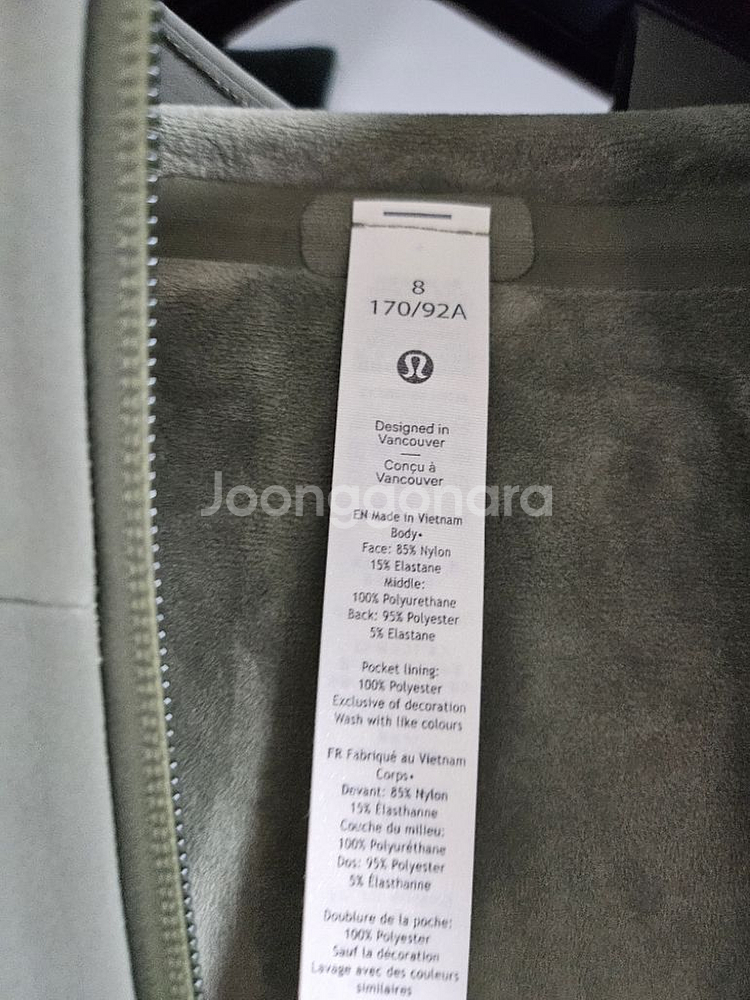 8
170/92A
Designed in
Vancouver
Conçu à
Vancouver
Joonggonara
EN Made in Vietnam
Body•
Face: 85% Nylon
15% Elastane
Middle:
100% Polyurethane
Back: 95% Polyester
5% Elastane
Pocket lining:
100% Polyester
Exclusive of decoration
Wash with like colours
FR Fabriqué au Vietnam
Corps•
Devant: 85% Nylon
15% Élasthanne
Couche du milieu:
100% Polyuréthane
Dos: 95% Polyester
5% Élasthanne
Doublure de la poche:
100% Polyester
Sauf la décoration
Lavage avec des couleurs
similaires